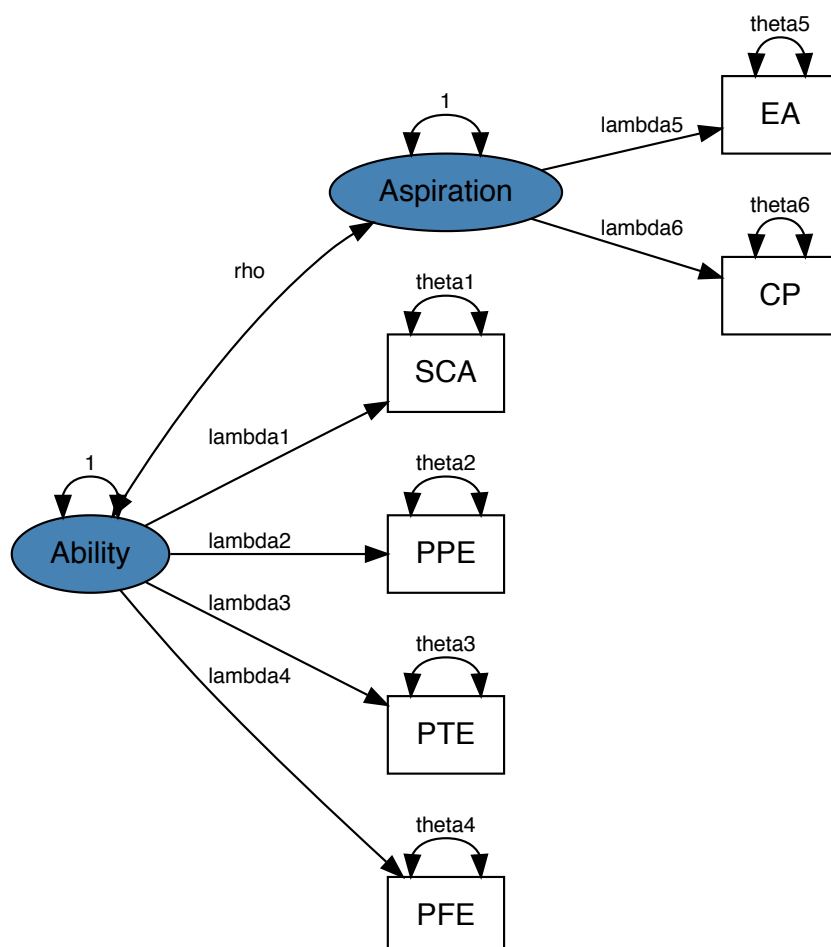 theta5
EA
1
lambda5
Aspiration
theta6
lambda6
CP
rho
theta1
SCA
lambda1
1
theta2
Ability
lambda2
PPE
lambda3
theta3
lambda4
PTE
theta4
PFE